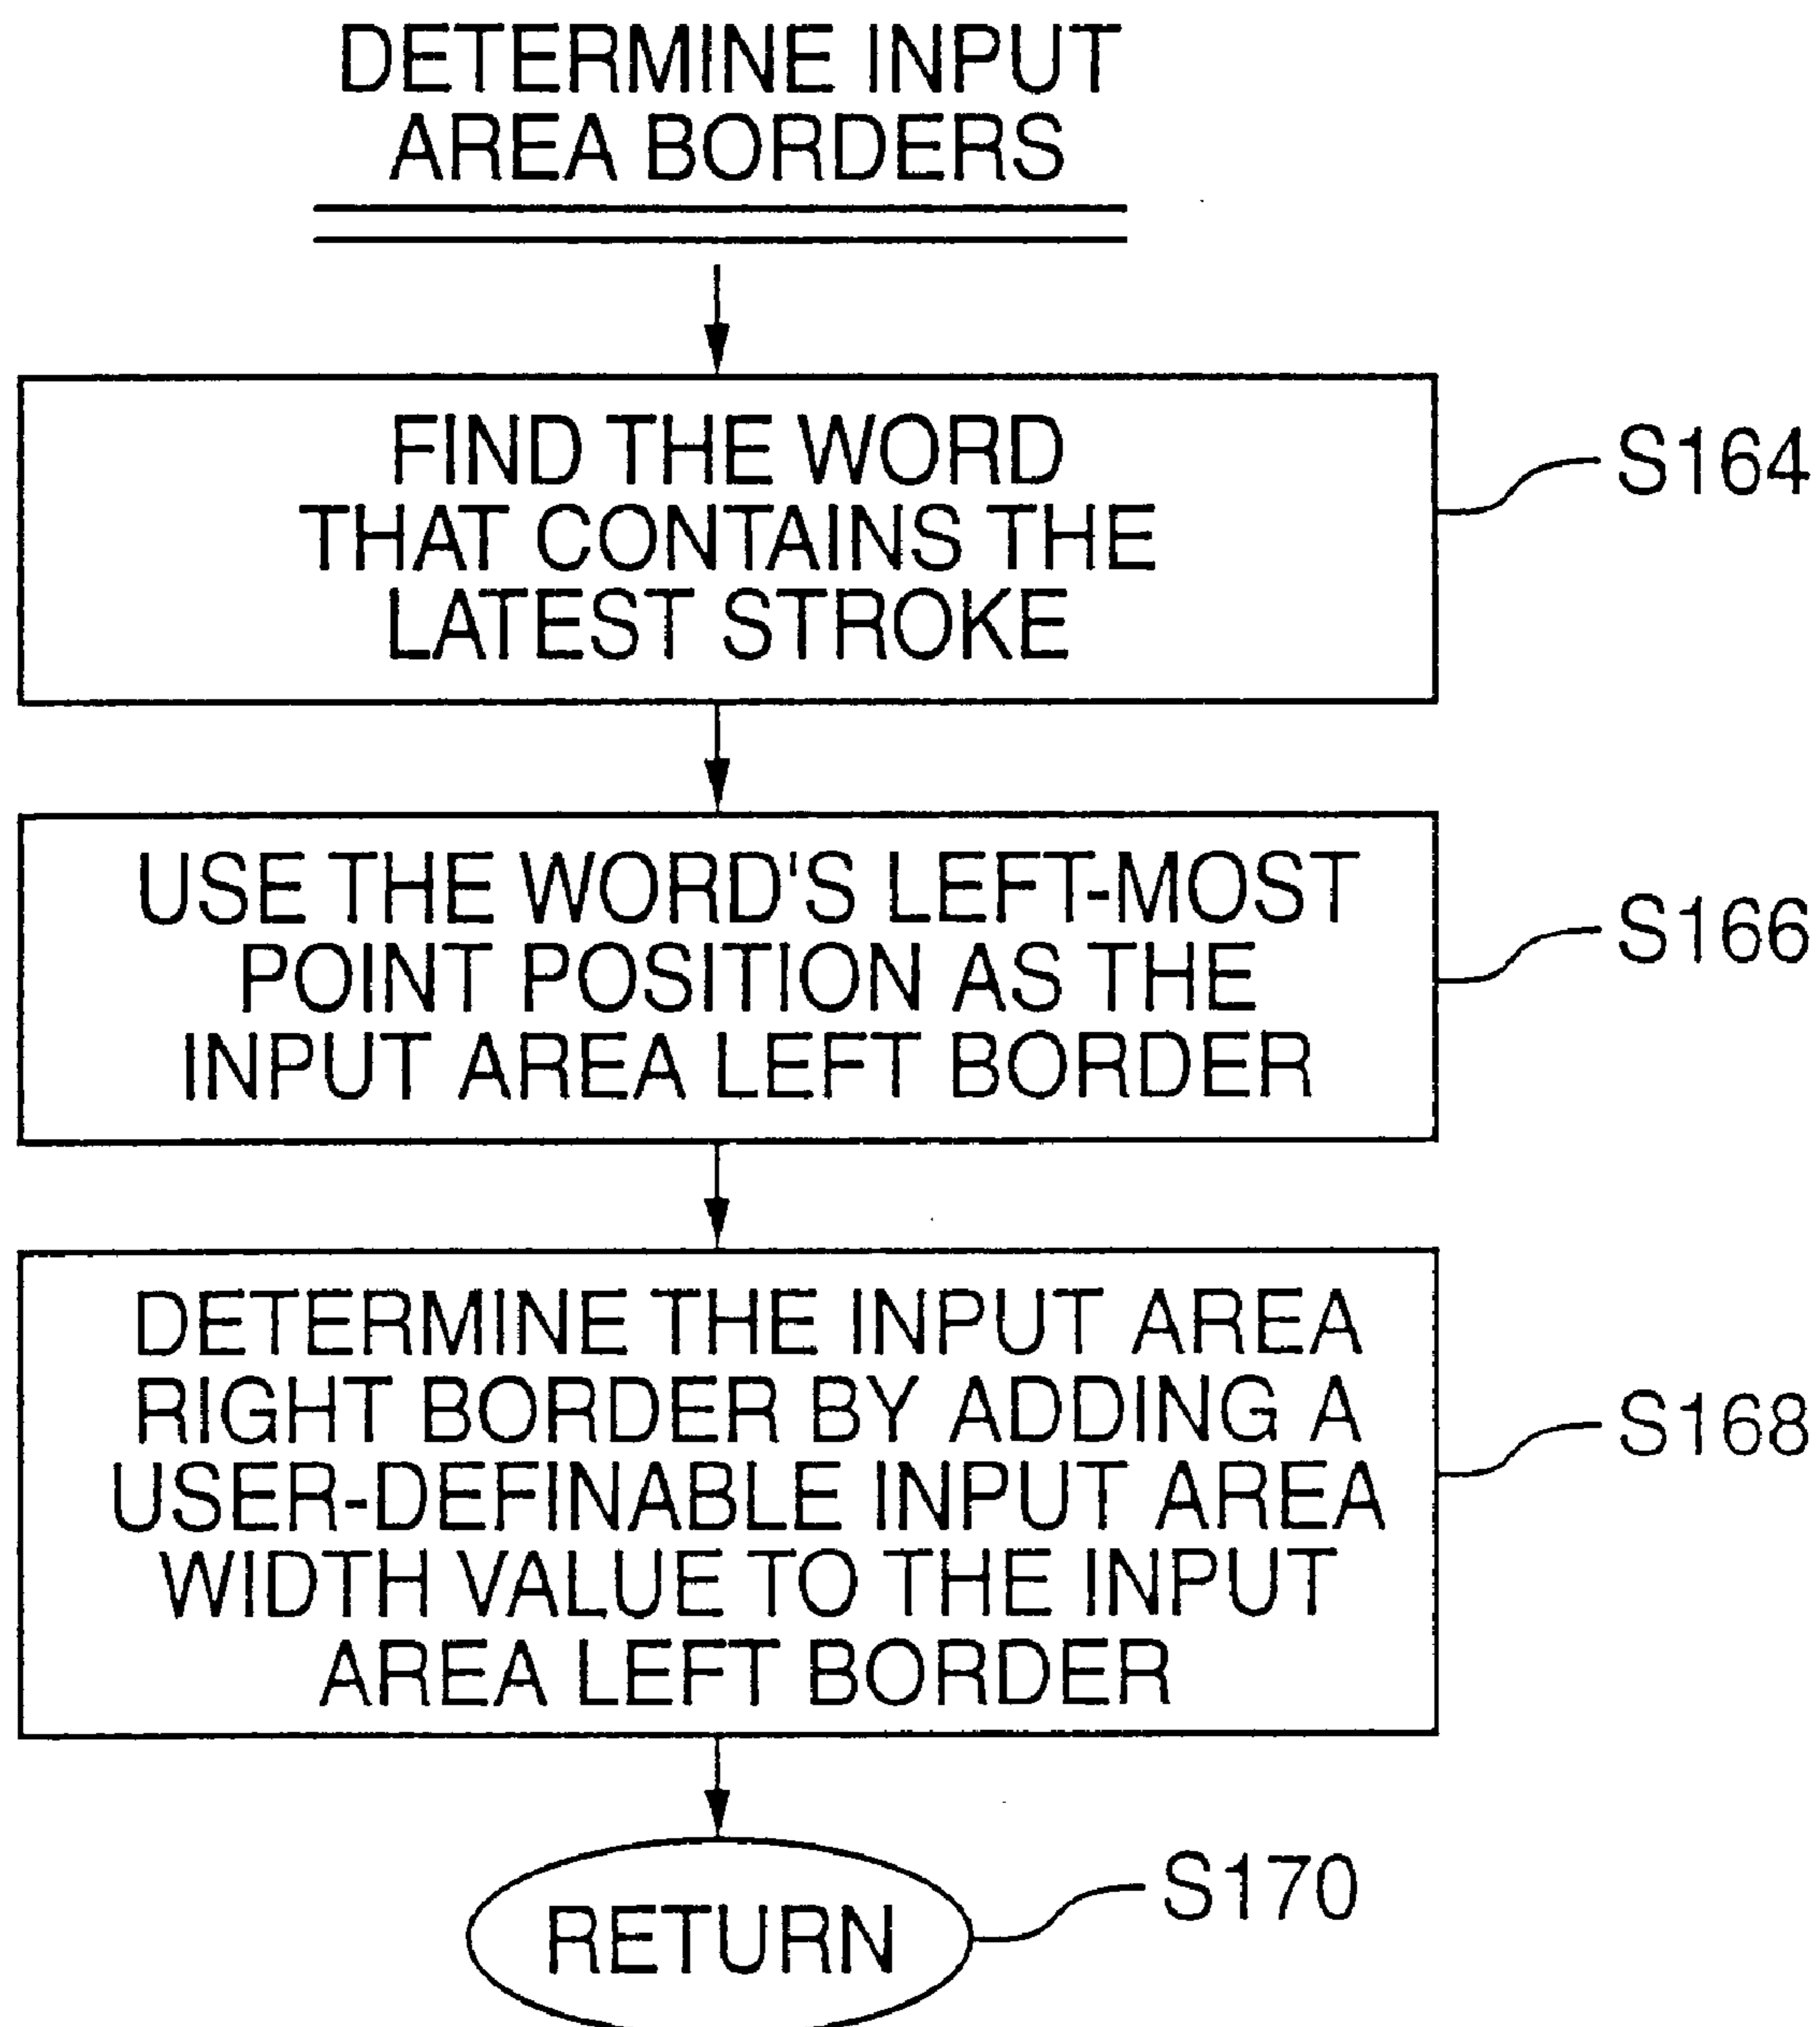 DETERMINE INPUT
AREA BORDERS
FIND THE WORD
THAT CONTAINS THE
LATEST STROKE
S164
USE THE WORD'S LEFT-MOST
POINT POSITION AS THE
INPUT AREA LEFT BORDER
S166
DETERMINE THE INPUT AREA
RIGHT BORDER BY ADDING A
USER-DEFINABLE INPUT AREA
WIDTH VALUE TO THE INPUT
AREA LEFT BORDER
S168
RETURN
S170